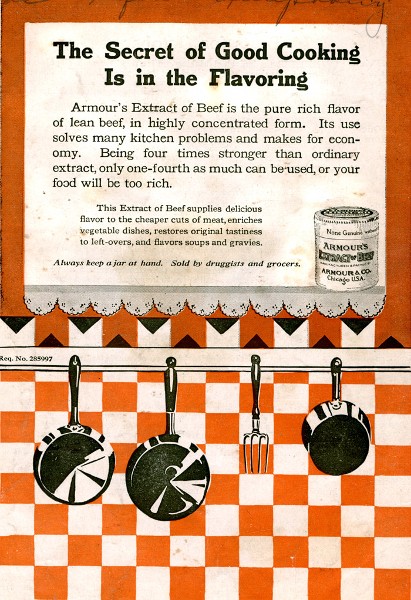 The Secret of Good Cooking
Is in the Flavoring
Armour's Extract of Beef is the pure rich flavor
of lean beef, in highly concentrated form. Its use
solves many kitchen problems and makes for econ-
omy. Being four times stronger than ordinary
extract, only one-fourth as much can be used, or your
food will be too rich.
This Extract of Beef supplies delicious
flavor to the cheaper cuts of meat, enriches
vegetable dishes, restores original tastiness
to left-overs, and flavors soups and gravies.
Always keep a jar at hand. Sold by druggists and grocers.
None Genuine without
ARMOUR'S
EXTRACT OF BEEF
ARMOUR & CO.
Chicago U.S.A.
Req. No. 285997